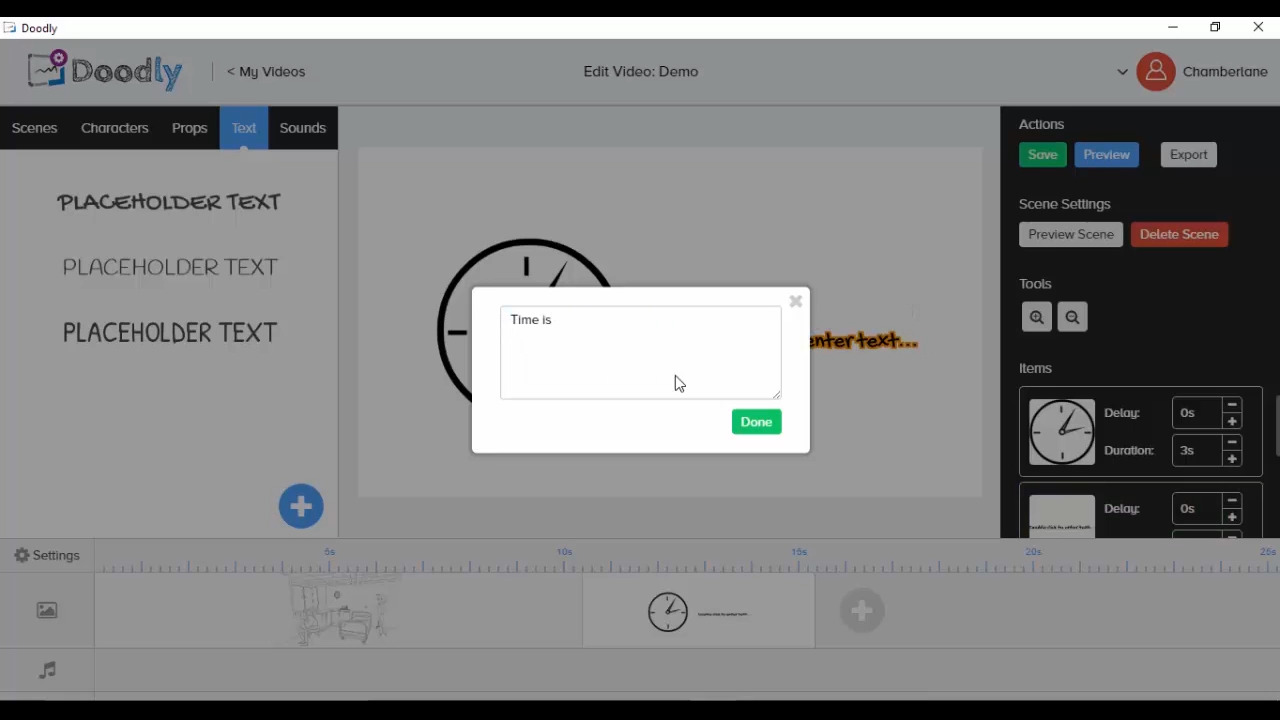 Doodly
Doodly
< My Videos
Edit Video: Demo
Chamberlane
Scenes
Characters
Props
Text
Sounds
PLACEHOLDER TEXT
PLACEHOLDER TEXT
PLACEHOLDER TEXT
Time is
Done
enter text...
Actions
Save
Preview
Export
Scene Settings
Preview Scene
Delete Scene
Tools
Items
Delay:
0s
Duration:
3s
Delay:
0s
Settings
5s
10s
15s
20s
25s